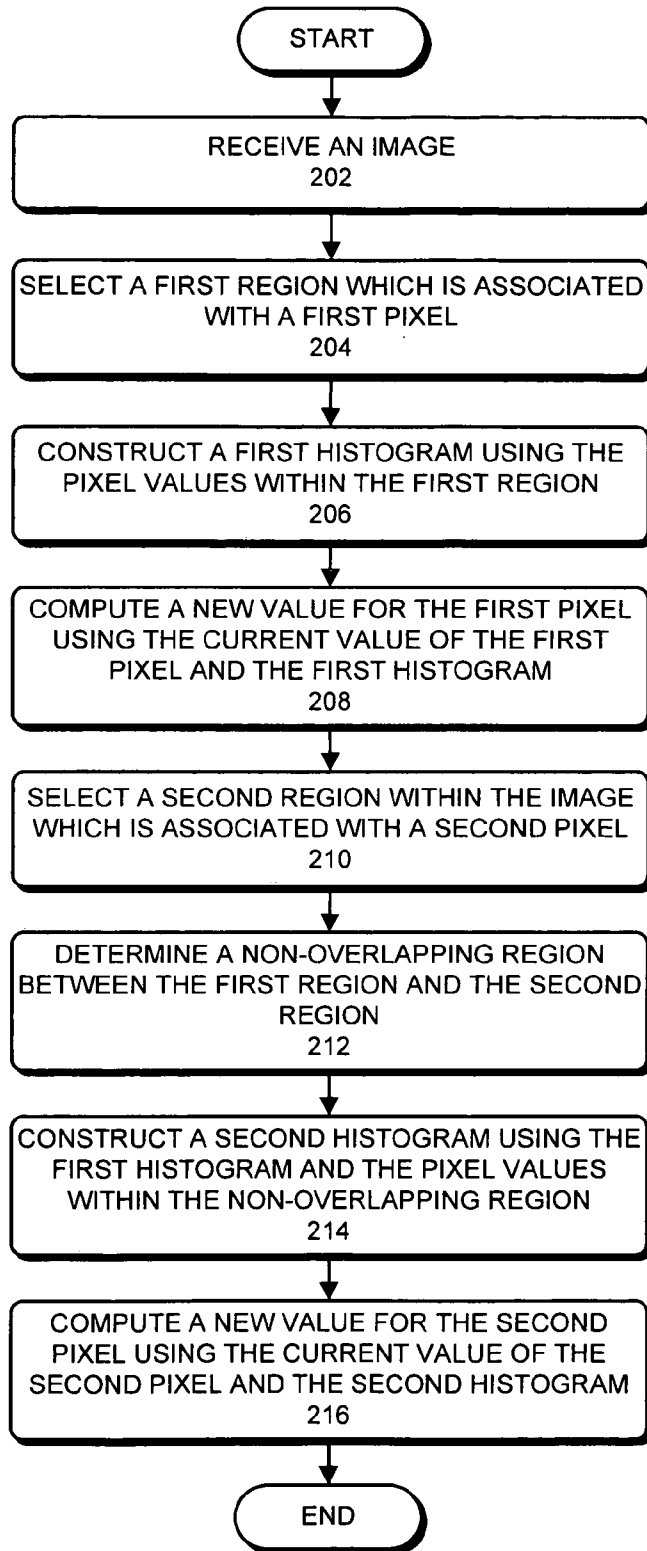 START
RECEIVE AN IMAGE
202
SELECT A FIRST REGION WHICH IS ASSOCIATED
WITH A FIRST PIXEL
204
CONSTRUCT A FIRST HISTOGRAM USING THE
PIXEL VALUES WITHIN THE FIRST REGION
206
COMPUTE A NEW VALUE FOR THE FIRST PIXEL
USING THE CURRENT VALUE OF THE FIRST
PIXEL AND THE FIRST HISTOGRAM
208
SELECT A SECOND REGION WITHIN THE IMAGE
WHICH IS ASSOCIATED WITH A SECOND PIXEL
210
DETERMINE A NON-OVERLAPPING REGION
BETWEEN THE FIRST REGION AND THE SECOND
REGION
212
CONSTRUCT A SECOND HISTOGRAM USING THE
FIRST HISTOGRAM AND THE PIXEL VALUES
WITHIN THE NON-OVERLAPPING REGION
214
COMPUTE A NEW VALUE FOR THE SECOND
PIXEL USING THE CURRENT VALUE OF THE
SECOND PIXEL AND THE SECOND HISTOGRAM
216
END